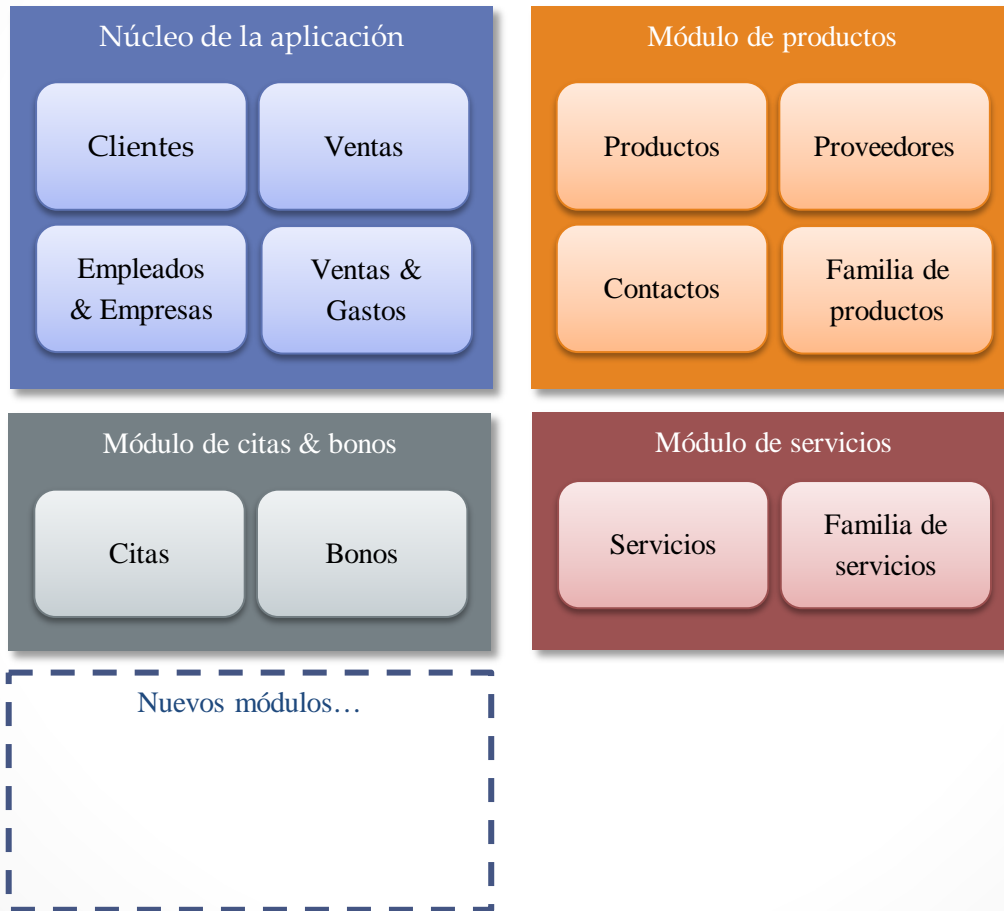 Núcleo de la aplicación
Clientes
Ventas
Empleados
& Empresas
Ventas &
Gastos
Módulo de productos
Productos
Proveedores
Contactos
Familia de
productos
Módulo de citas & bonos
Citas
Bonos
Módulo de servicios
Servicios
Familia de
servicios
Nuevos módulos…